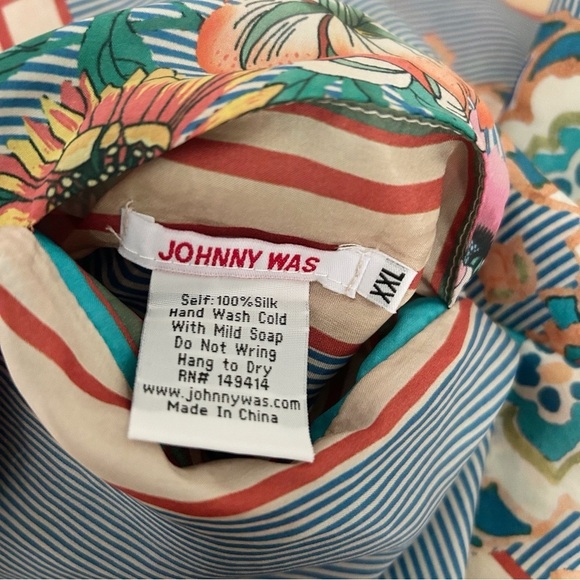 JOHNNY WAS
XXL
Self: 100% Silk
Hand Wash Cold
With Mild Soap
Do Not Wring
Hang to Dry
RN# 149414
www.johnnywas.com
Made In China